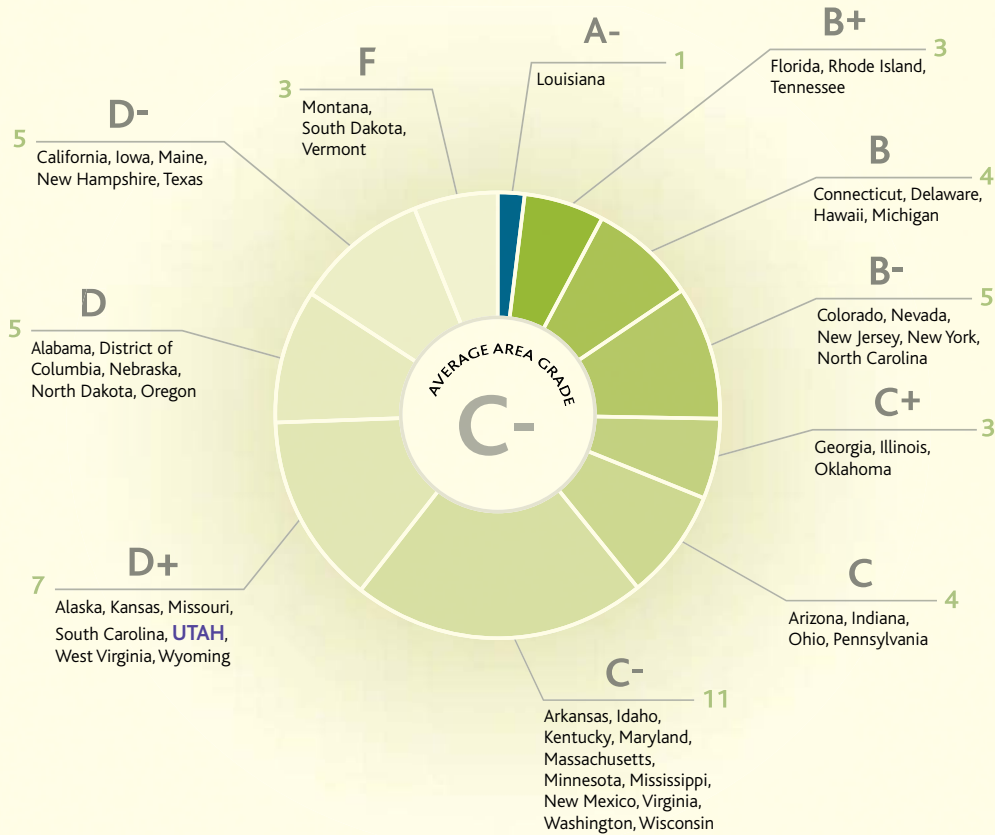 A-
1
Louisiana
B+
3
Florida, Rhode Island,
Tennessee
B
4
Connecticut, Delaware,
Hawaii, Michigan
B-
5
Colorado, Nevada,
New Jersey, New York,
North Carolina
C+
3
Georgia, Illinois,
Oklahoma
C
4
Arizona, Indiana,
Ohio, Pennsylvania
C-
11
Arkansas, Idaho,
Kentucky, Maryland,
Massachusetts,
Minnesota, Mississippi,
New Mexico, Virginia,
Washington, Wisconsin
D+
7
Alaska, Kansas, Missouri,
South Carolina, UTAH,
West Virginia, Wyoming
D
5
Alabama, District of
Columbia, Nebraska,
North Dakota, Oregon
D-
5
California, Iowa, Maine,
New Hampshire, Texas
F
3
Montana,
South Dakota,
Vermont
AVERAGE AREA GRADE
C-